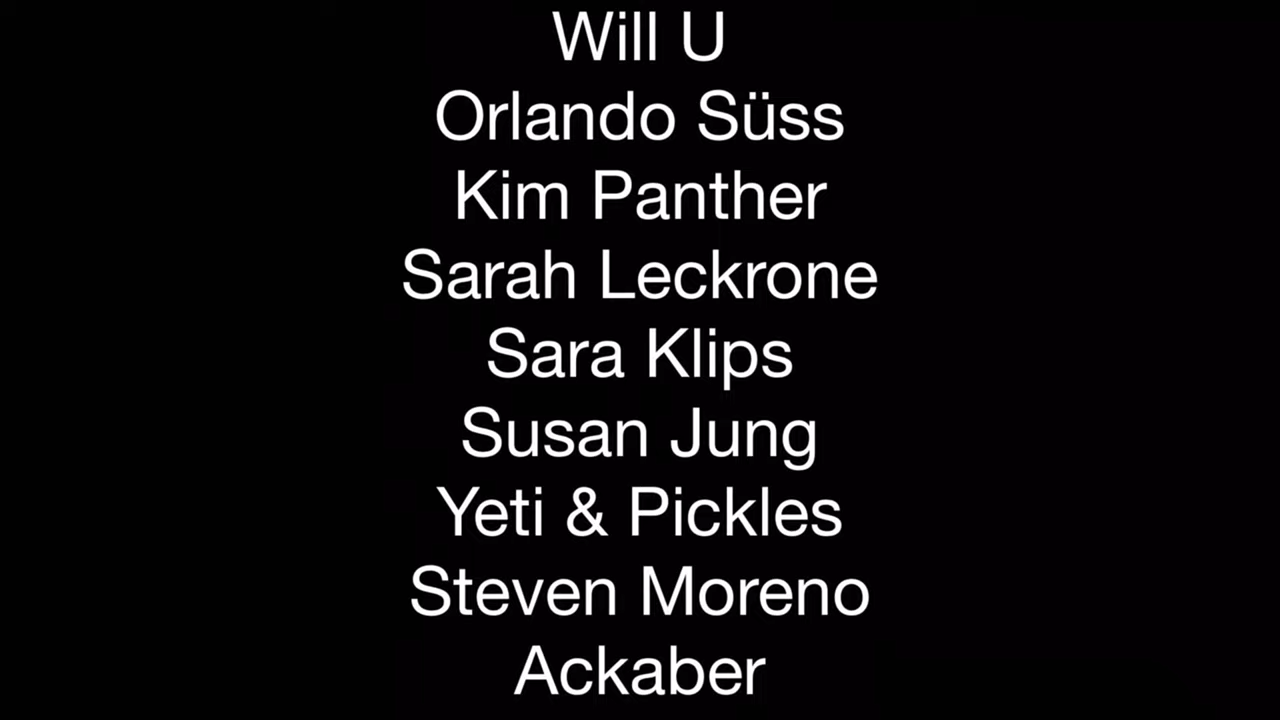 Will U
Orlando Süss
Kim Panther
Sarah Leckrone
Sara Klips
Susan Jung
Yeti & Pickles
Steven Moreno
Ackaber